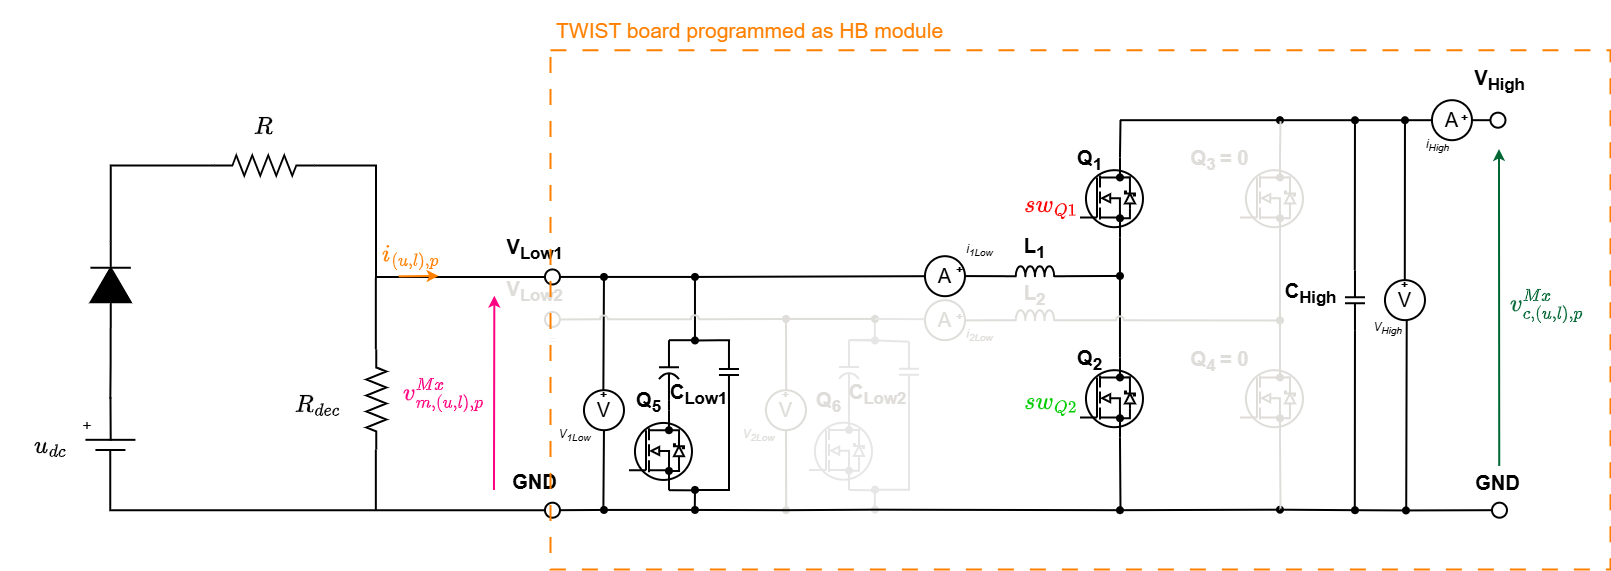 TWIST board programmed as HB module
V_High
R
A+
i_High
Q_1
Q_3 = 0
sw_Q1
i_(u,l),p
V_Low1
i_1Low
L_1
A+
V_Low2
L_2
A+
i_2Low
C_High
+
V
V_High
v^Mx_c,(u,l),p
Q_2
Q_4 = 0
R_dec
v^Mx_m,(u,l),p
+
V
V_1Low
Q_5
C_Low1
+
V
V_2Low
Q_6
C_Low2
sw_Q2
+
u_dc
GND
GND